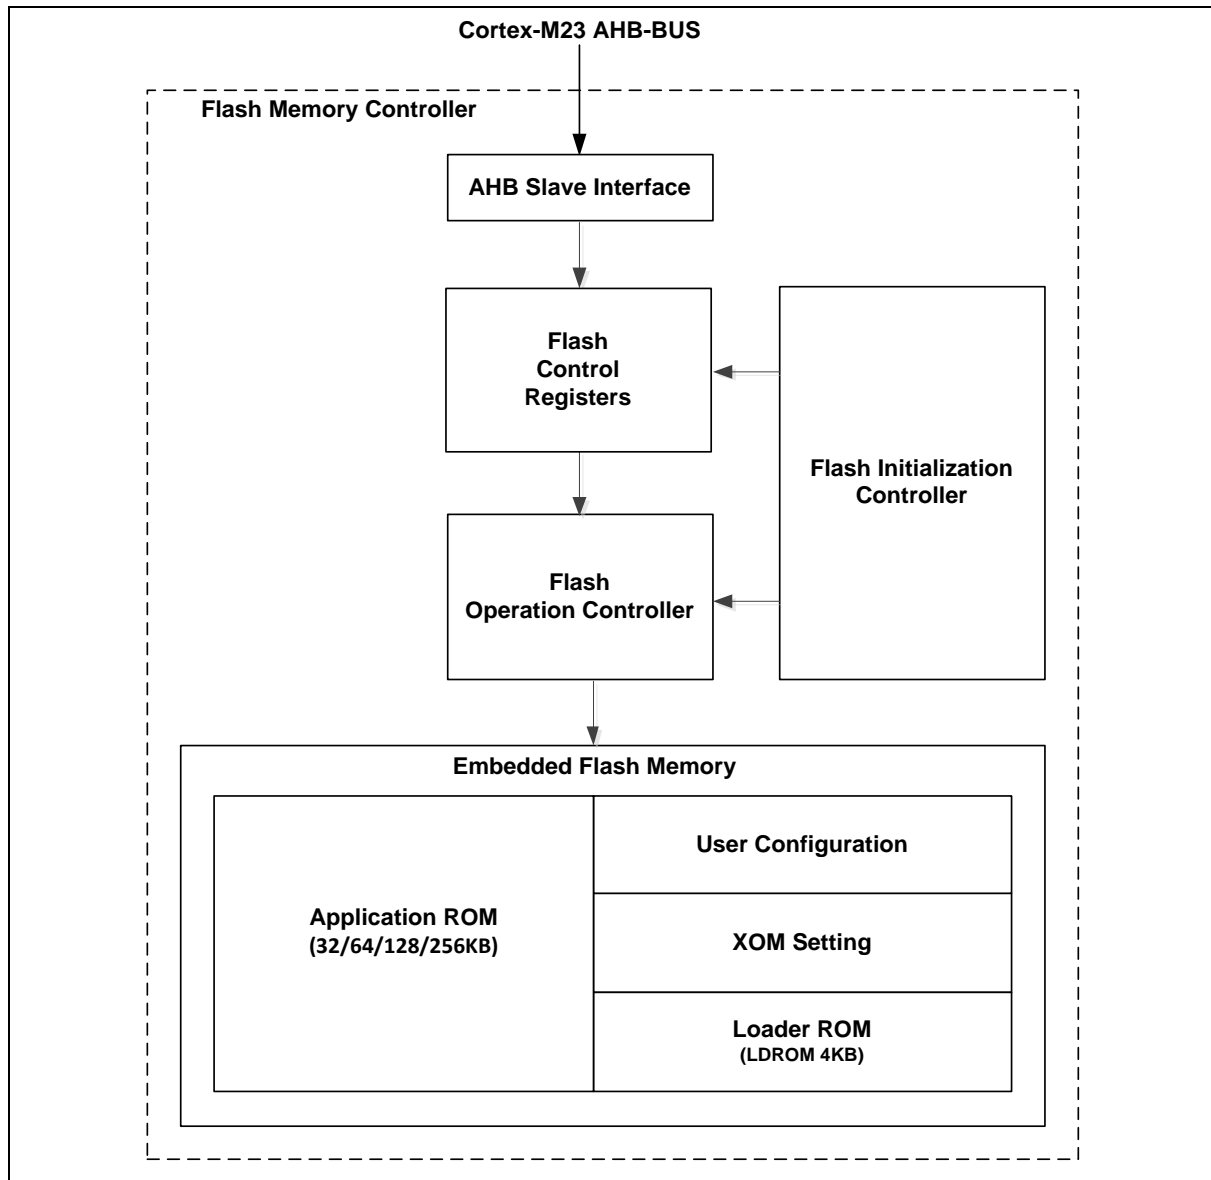 Cortex-M23 AHB-BUS
Flash Memory Controller
AHB Slave Interface
Flash
Control
Registers
Flash Initialization
Controller
Flash
Operation Controller
Embedded Flash Memory
User Configuration
Application ROM
(32/64/128/256KB)
XOM Setting
Loader ROM
(LDROM 4KB)